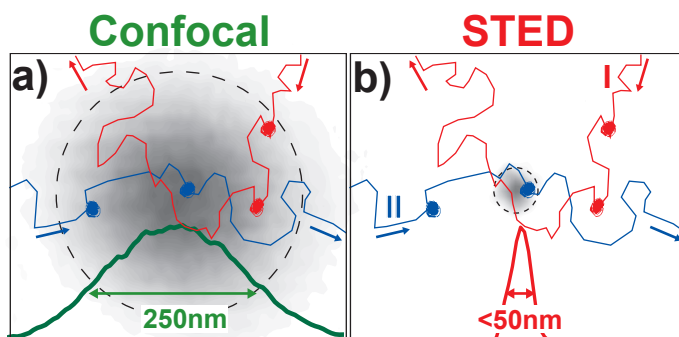 Confocal
STED
a)
b)
I
II
250nm
<50nm